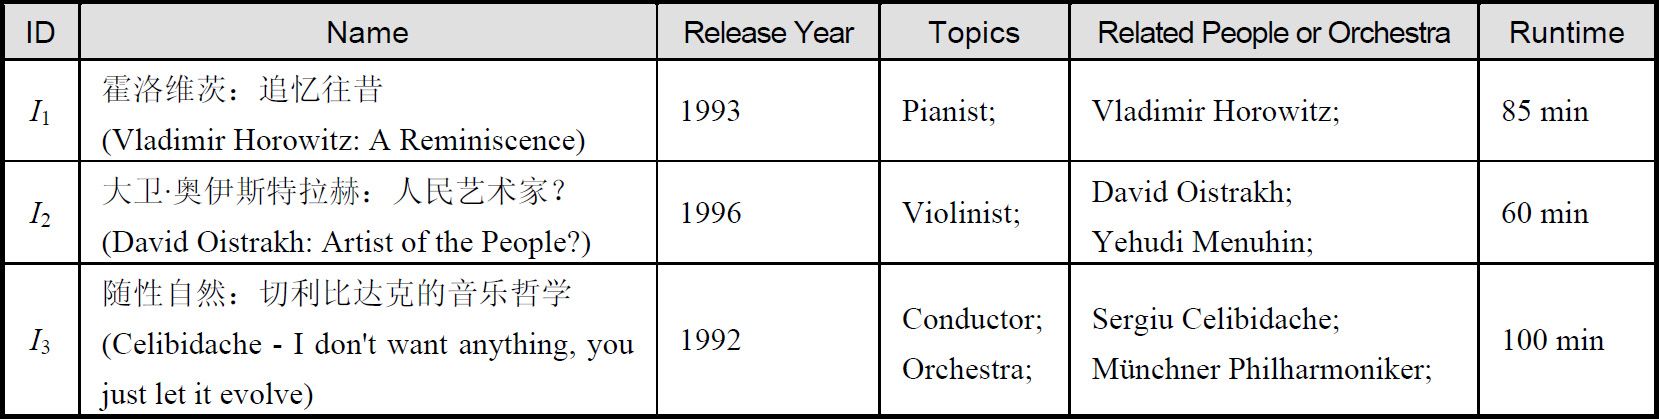 ID Name Release Year Topics Related People or Orchestra Runtime
I1 霍洛维茨：追忆往昔
(Vladimir Horowitz: A Reminiscence) 1993 Pianist; Vladimir Horowitz; 85 min
I2 大卫·奥伊斯特拉赫：人民艺术家？
(David Oistrakh: Artist of the People?) 1996 Violinist; David Oistrakh;
Yehudi Menuhin; 60 min
I3 随性自然：切利比达克的音乐哲学
(Celibidache - I don't want anything, you
just let it evolve) 1992 Conductor;
Orchestra; Sergiu Celibidache;
Münchner Philharmoniker; 100 min